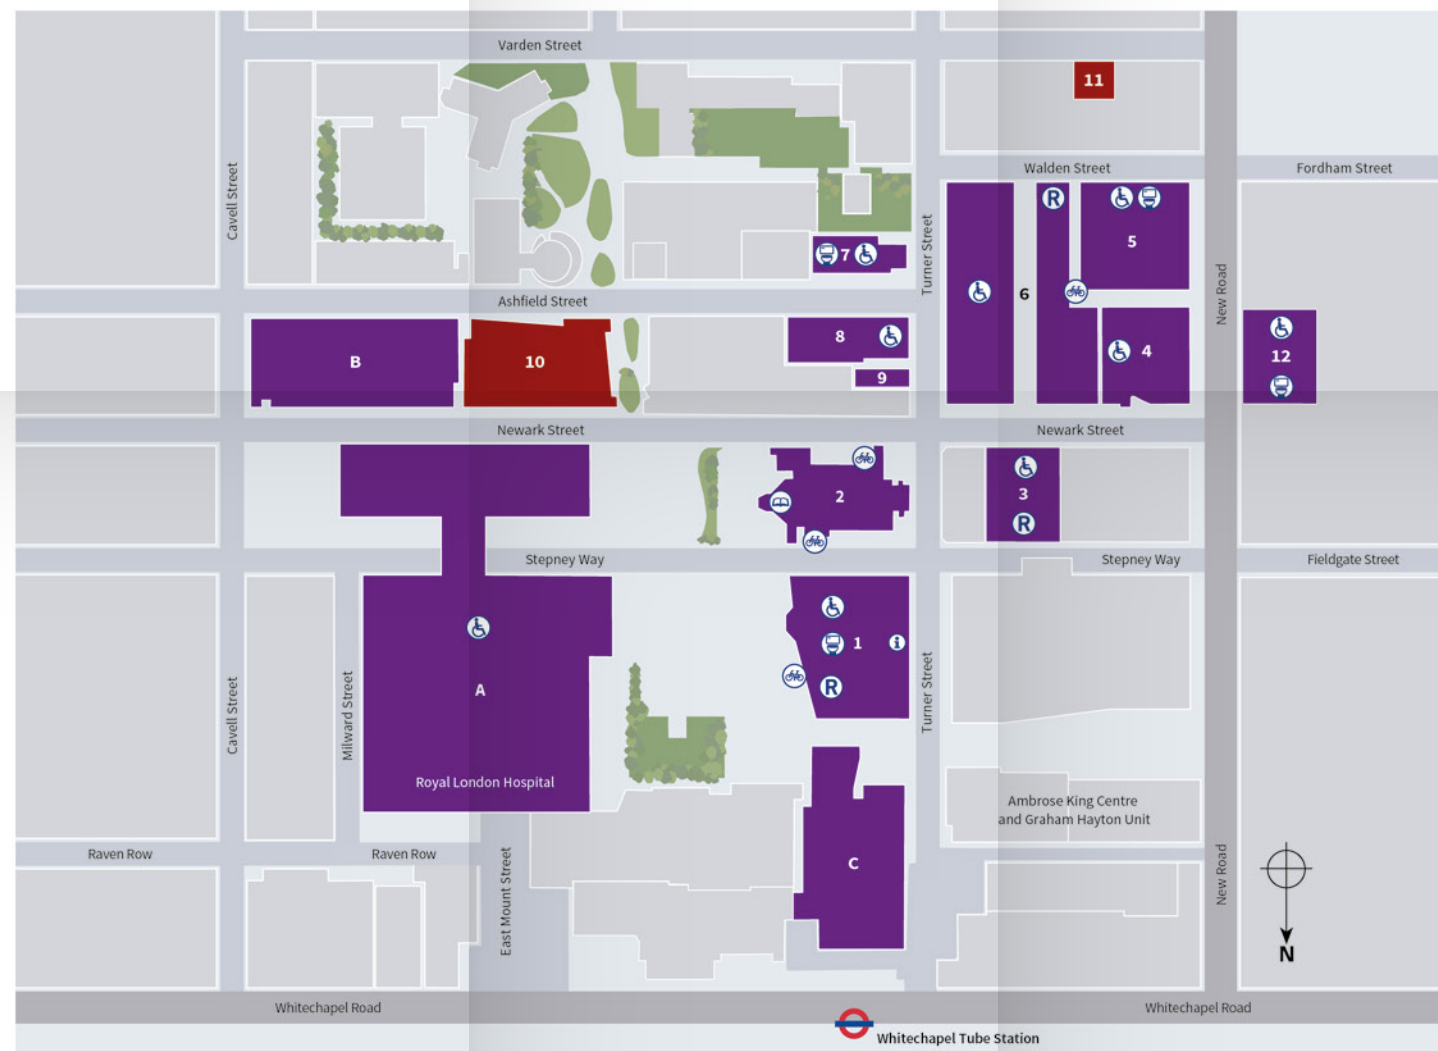 Varden Street
11
Walden Street
Fordham Street
Cavell Street
Turner Street
New Road
R
5
7
6
Ashfield Street
B
10
8
9
4
12
Newark Street
Newark Street
2
3
R
Stepney Way
Stepney Way
Fieldgate Street
1
i
R
A
Royal London Hospital
Cavell Street
Milward Street
Turner Street
Ambrose King Centre
and Graham Hayton Unit
Raven Row
Raven Row
East Mount Street
C
New Road
N
Whitechapel Road
Whitechapel Road
Whitechapel Tube Station